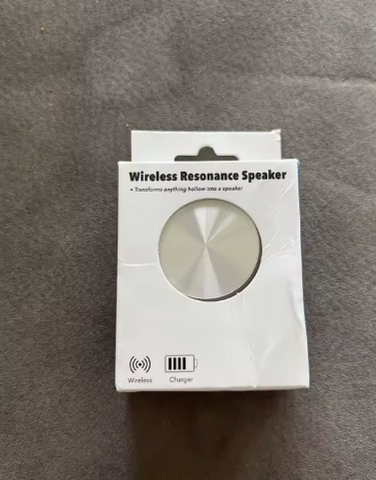 Wireless Resonance Speaker
• Transforms anything hollow into a speaker
Wireless Charger